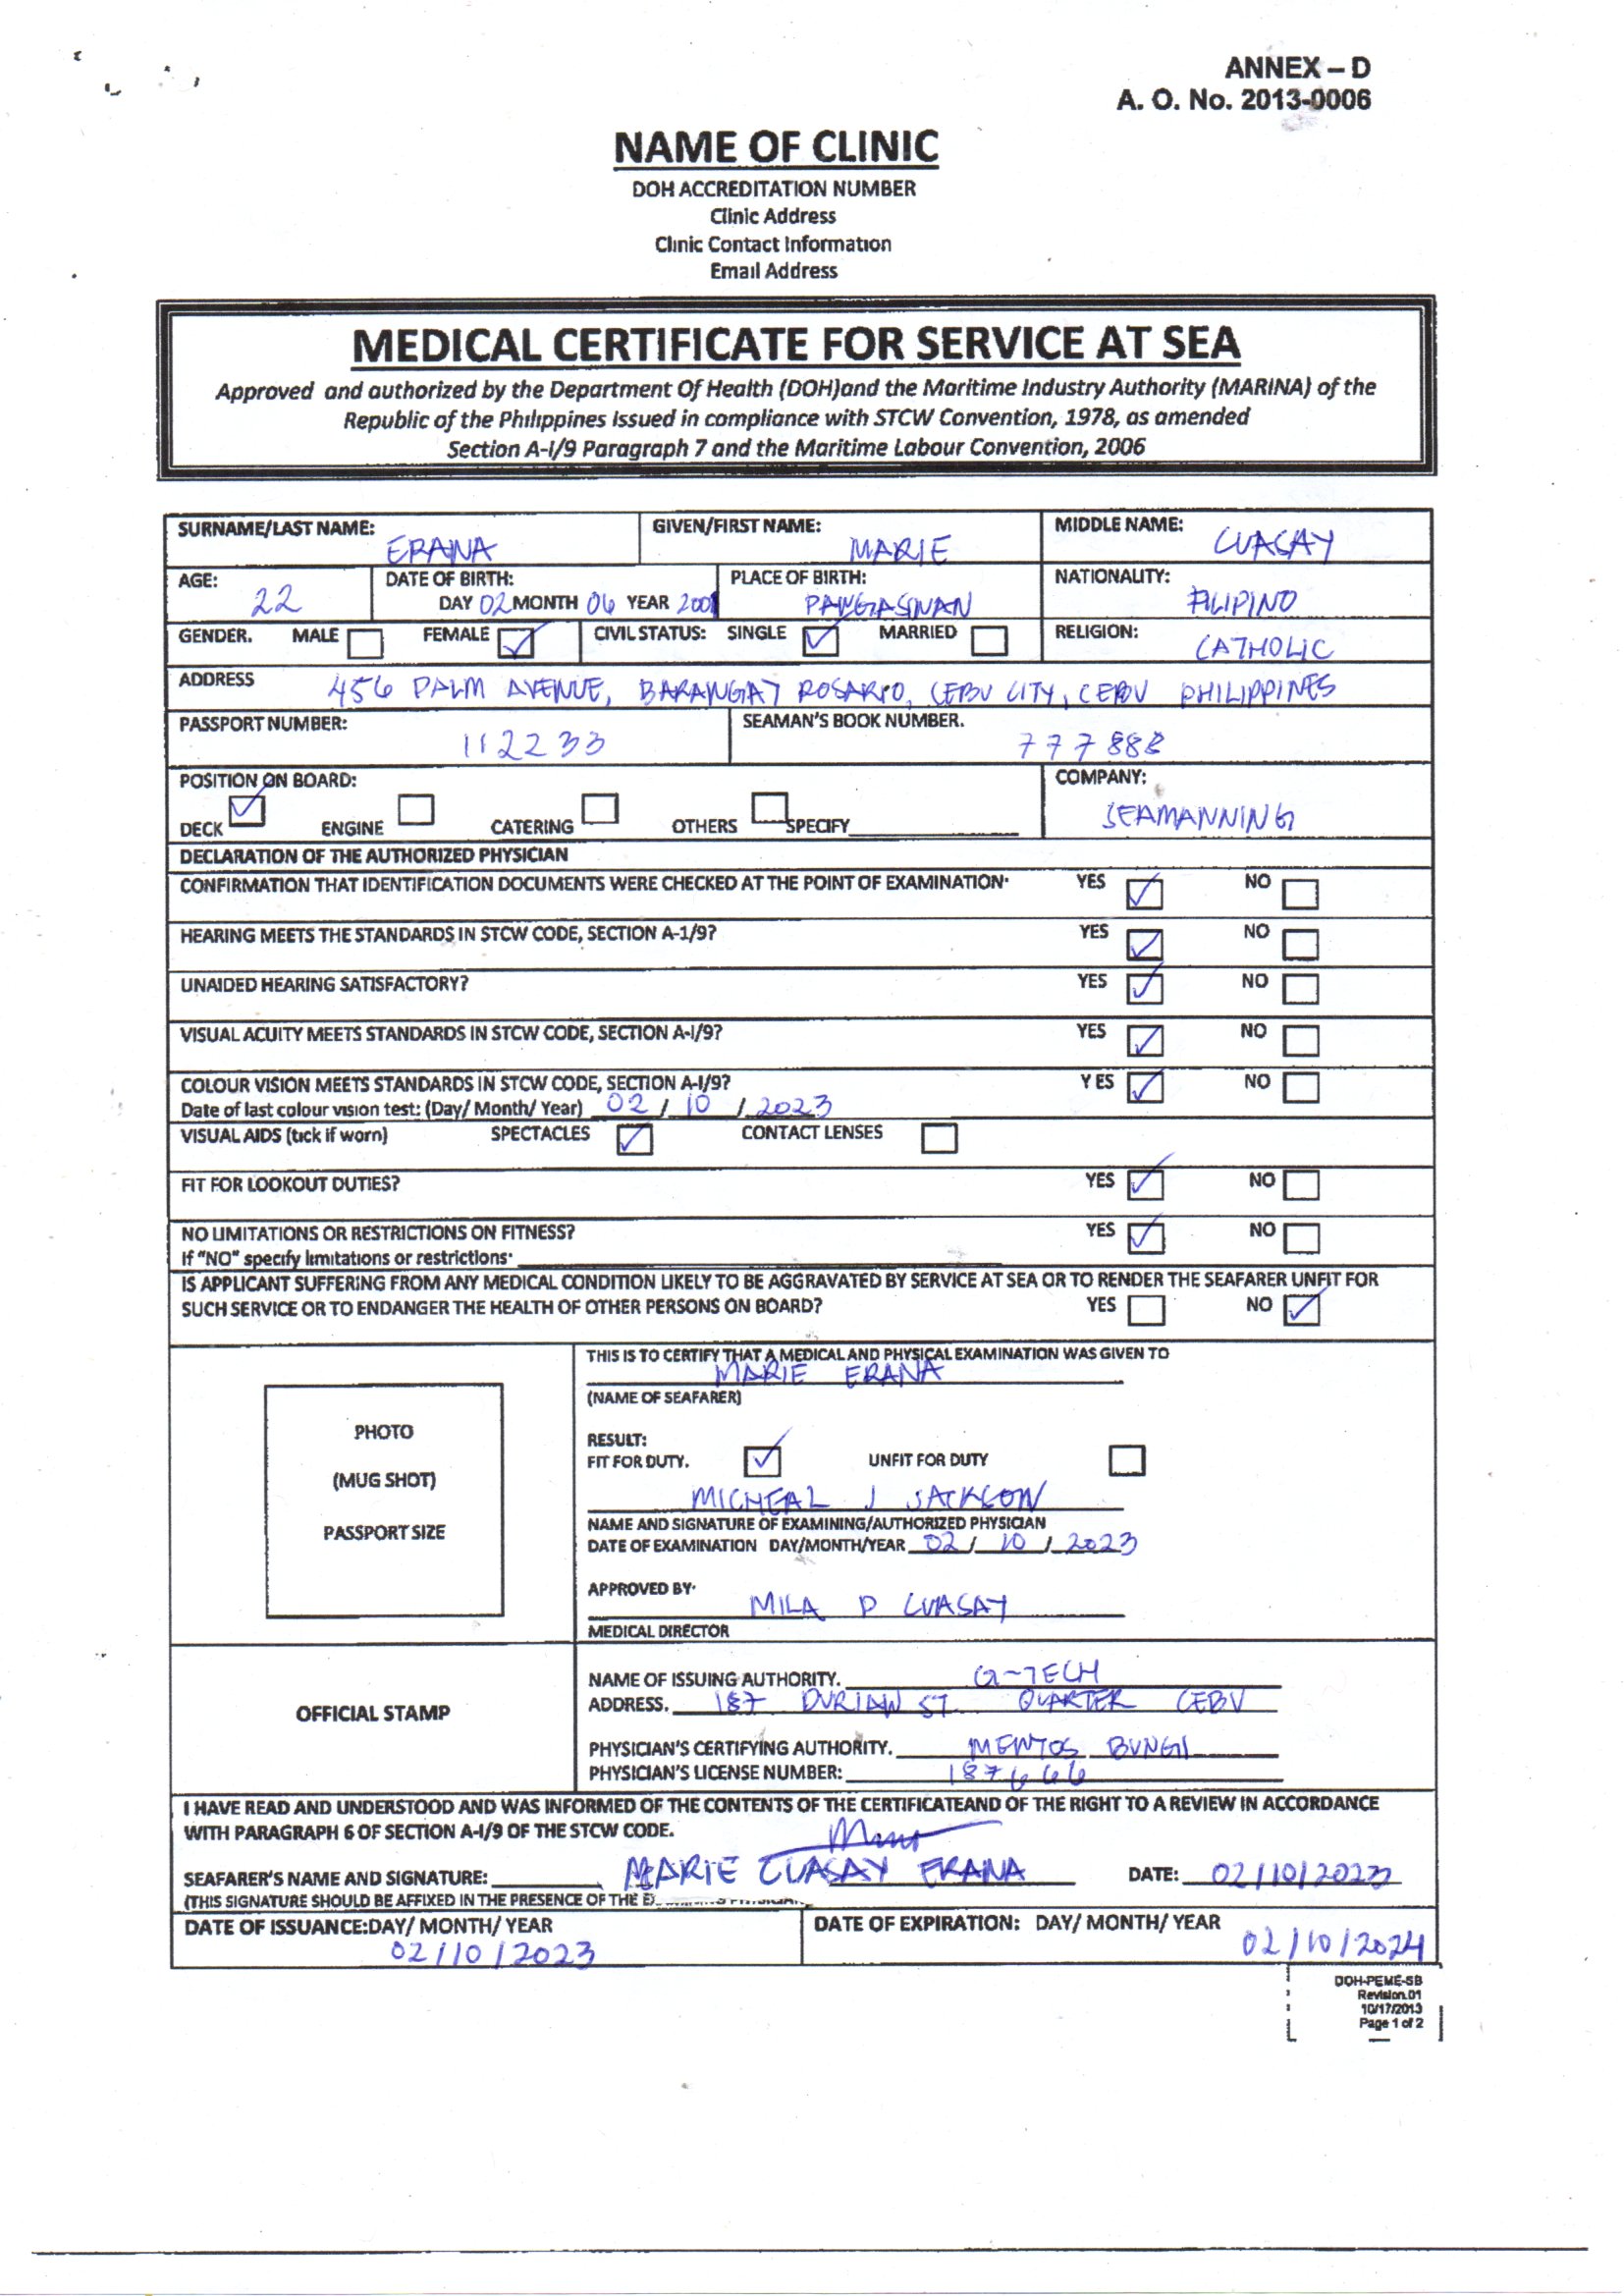 ANNEX – D
A. O. No. 2013-0006
NAME OF CLINIC
DOH ACCREDITATION NUMBER
Clinic Address
Clinic Contact Information
Email Address
MEDICAL CERTIFICATE FOR SERVICE AT SEA
Approved and authorized by the Department Of Health (DOH)and the Maritime Industry Authority (MARINA) of the
Republic of the Philippines Issued in compliance with STCW Convention, 1978, as amended
Section A-I/9 Paragraph 7 and the Maritime Labour Convention, 2006
SURNAME/LAST NAME: ERANA GIVEN/FIRST NAME: MARIE MIDDLE NAME: CUASAY
AGE: 22 DATE OF BIRTH: DAY 02 MONTH 06 YEAR 2001 PLACE OF BIRTH: PANGASINAN NATIONALITY: FILIPINO
GENDER. MALE FEMALE ✓ CIVIL STATUS: SINGLE ✓ MARRIED RELIGION: CATHOLIC
ADDRESS 456 PALM AVENUE, BARANGAY ROSARIO, CEBU CITY, CEBU PHILIPPINES
PASSPORT NUMBER: 112233 SEAMAN'S BOOK NUMBER. 777888
POSITION ON BOARD: COMPANY: SEAMANNING
DECK ✓ ENGINE CATERING OTHERS SPECIFY
DECLARATION OF THE AUTHORIZED PHYSICIAN
CONFIRMATION THAT IDENTIFICATION DOCUMENTS WERE CHECKED AT THE POINT OF EXAMINATION· YES ✓ NO
HEARING MEETS THE STANDARDS IN STCW CODE, SECTION A-1/9? YES ✓ NO
UNAIDED HEARING SATISFACTORY? YES ✓ NO
VISUAL ACUITY MEETS STANDARDS IN STCW CODE, SECTION A-I/9? YES ✓ NO
COLOUR VISION MEETS STANDARDS IN STCW CODE, SECTION A-I/9? YES ✓ NO
Date of last colour vision test: (Day/ Month/ Year) 02 / 10 / 2023
VISUAL AIDS (tick if worn) SPECTACLES ✓ CONTACT LENSES
FIT FOR LOOKOUT DUTIES? YES ✓ NO
NO LIMITATIONS OR RESTRICTIONS ON FITNESS? YES ✓ NO
If "NO" specify limitations or restrictions·
IS APPLICANT SUFFERING FROM ANY MEDICAL CONDITION LIKELY TO BE AGGRAVATED BY SERVICE AT SEA OR TO RENDER THE SEAFARER UNFIT FOR
SUCH SERVICE OR TO ENDANGER THE HEALTH OF OTHER PERSONS ON BOARD? YES NO ✓
PHOTO
(MUG SHOT)
PASSPORT SIZE
THIS IS TO CERTIFY THAT A MEDICAL AND PHYSICAL EXAMINATION WAS GIVEN TO
MARIE ERANA
(NAME OF SEAFARER)
RESULT:
FIT FOR DUTY. ✓ UNFIT FOR DUTY
MICHEAL J JACKSON
NAME AND SIGNATURE OF EXAMINING/AUTHORIZED PHYSICIAN
DATE OF EXAMINATION DAY/MONTH/YEAR 02 / 10 / 2023
APPROVED BY·
MILA P CUASAY
MEDICAL DIRECTOR
OFFICIAL STAMP
NAME OF ISSUING AUTHORITY. G-TECH
ADDRESS. 187 DURIAN ST. QUARTER CEBU
PHYSICIAN'S CERTIFYING AUTHORITY. MENTOS BUNGI
PHYSICIAN'S LICENSE NUMBER: 187666
I HAVE READ AND UNDERSTOOD AND WAS INFORMED OF THE CONTENTS OF THE CERTIFICATEAND OF THE RIGHT TO A REVIEW IN ACCORDANCE
WITH PARAGRAPH 6 OF SECTION A-I/9 OF THE STCW CODE.
SEAFARER'S NAME AND SIGNATURE: MARIE CUASAY ERANA DATE: 02/10/2023
(THIS SIGNATURE SHOULD BE AFFIXED IN THE PRESENCE OF THE
DATE OF ISSUANCE:DAY/ MONTH/ YEAR DATE OF EXPIRATION: DAY/ MONTH/ YEAR
02/10/2023 02/10/2024
DOH-PEME-SB
Revision.01
10/17/2013
Page 1 of 2